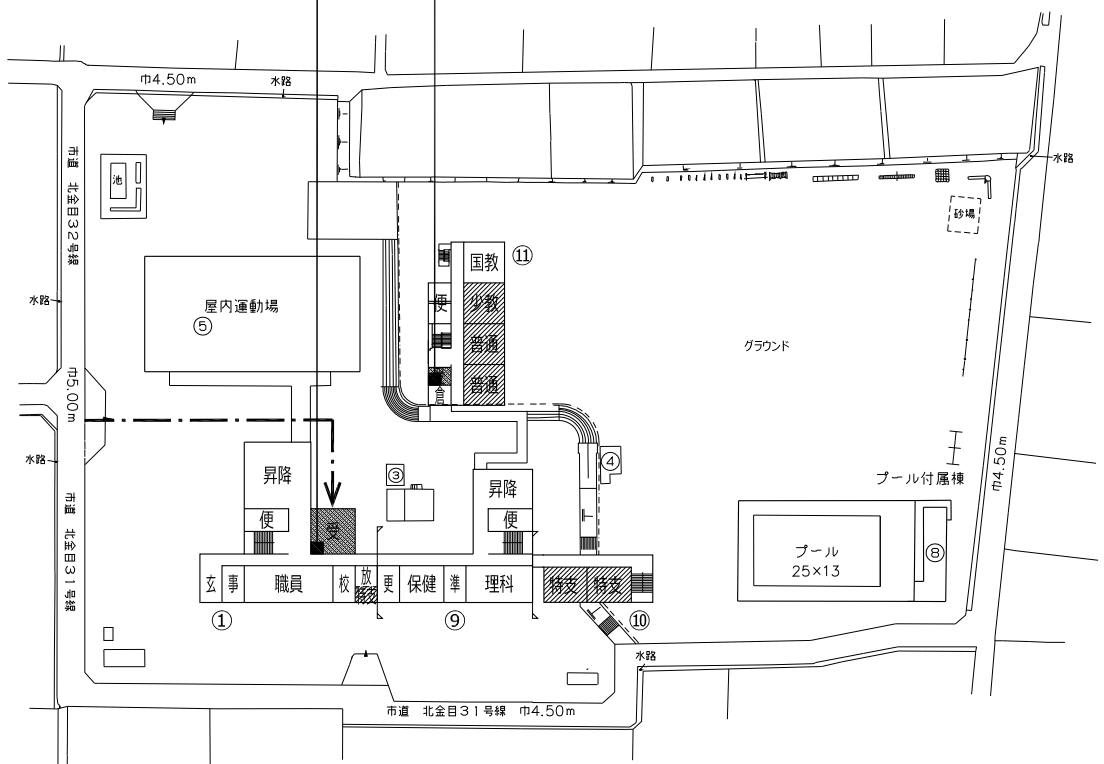 巾4.50m
水路
市道 北金目32号線
池
水路
砂場
国教
⑪
水路
屋内運動場
⑤
便
少教
普通
普通
倉
グラウンド
巾5.00m
水路
市道 北金目31号線
昇降
③
昇降
④
プール付属棟
巾4.50m
便
受
便
プール
25×13
⑧
玄
事
職員
校
放
特支
更
保健
準
理科
特支
特支
①
⑨
⑩
水路
市道 北金目31号線 巾4.50m